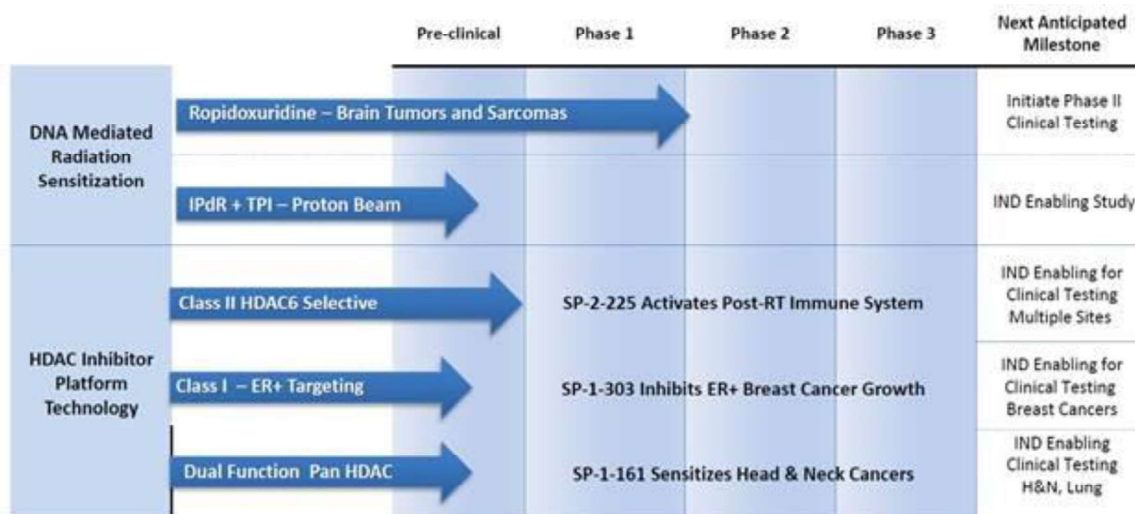 Pre-clinical Phase 1 Phase 2 Phase 3 Next Anticipated
Milestone
DNA Mediated
Radiation
Sensitization
Ropidoxuridine – Brain Tumors and Sarcomas
Initiate Phase II
Clinical Testing
IPdR + TPI – Proton Beam
IND Enabling Study
HDAC Inhibitor
Platform
Technology
Class II HDAC6 Selective
SP-2-225 Activates Post-RT Immune System
IND Enabling for
Clinical Testing
Multiple Sites
Class I – ER+ Targeting
SP-1-303 Inhibits ER+ Breast Cancer Growth
IND Enabling for
Clinical Testing
Breast Cancers
Dual Function Pan HDAC
SP-1-161 Sensitizes Head & Neck Cancers
IND Enabling
Clinical Testing
H&N, Lung